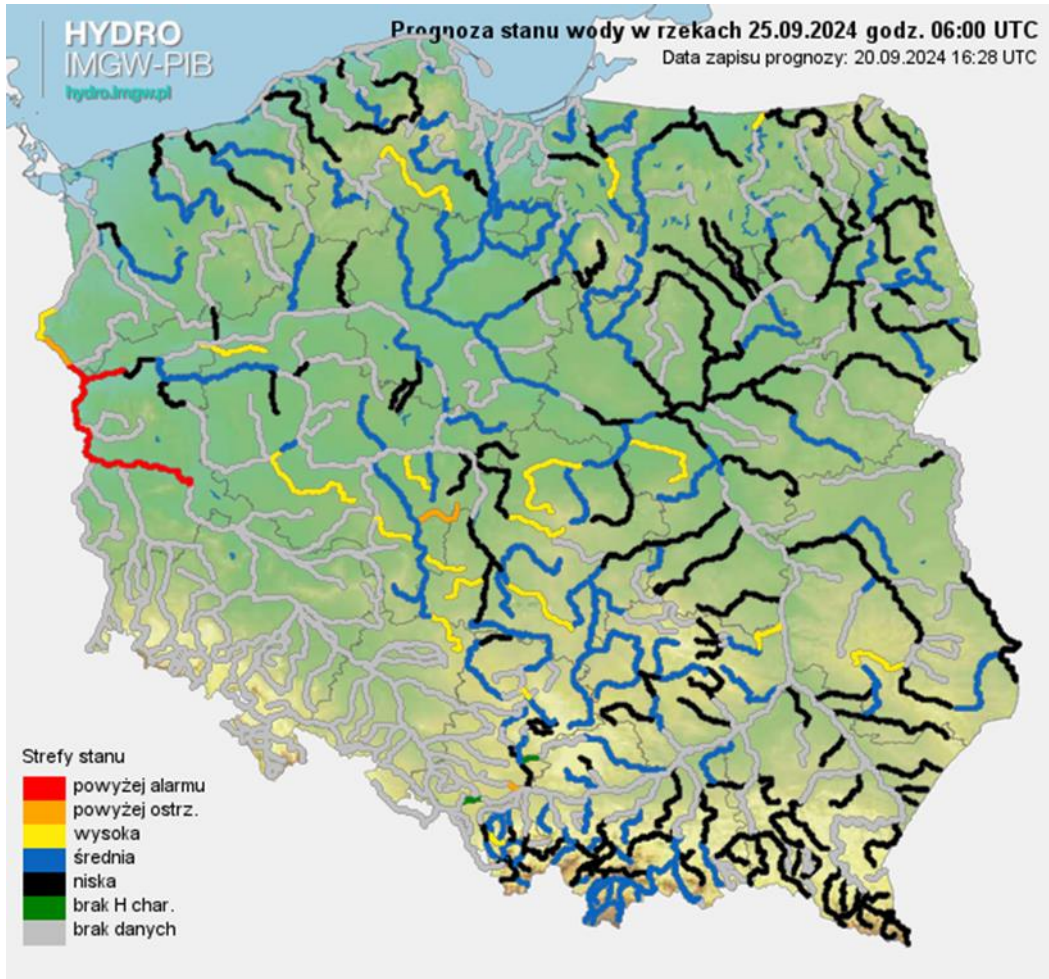 HYDRO
IMGW-PIB
hydro.imgw.pl
Prognoza stanu wody w rzekach 25.09.2024 godz. 06:00 UTC
Data zapisu prognozy: 20.09.2024 16:28 UTC
Strefy stanu
powyżej alarmu
powyżej ostrz.
wysoka
średnia
niska
brak H char.
brak danych